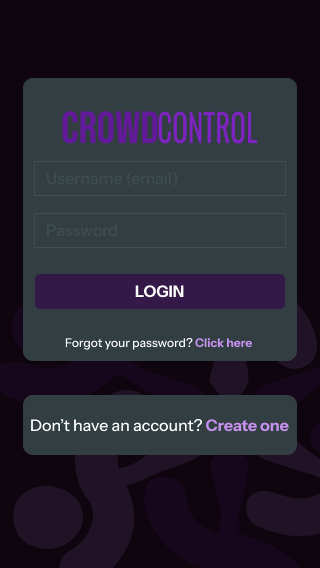 CROWDCONTROL
Username (email)
Password
LOGIN
Forgot your password? Click here
Don’t have an account? Create one